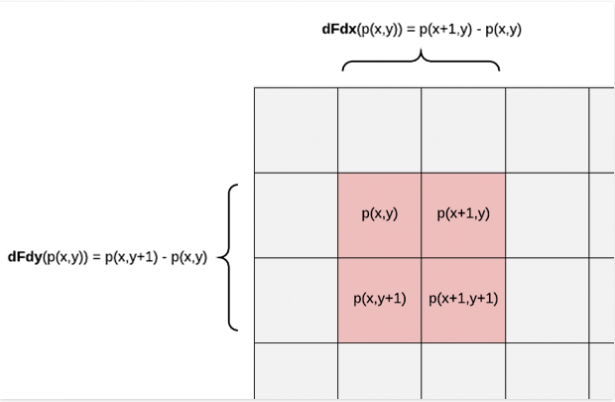 dFdx(p(x,y)) = p(x+1,y) - p(x,y)
p(x,y) p(x+1,y)
dFdy(p(x,y)) = p(x,y+1) - p(x,y)
p(x,y+1) p(x+1,y+1)